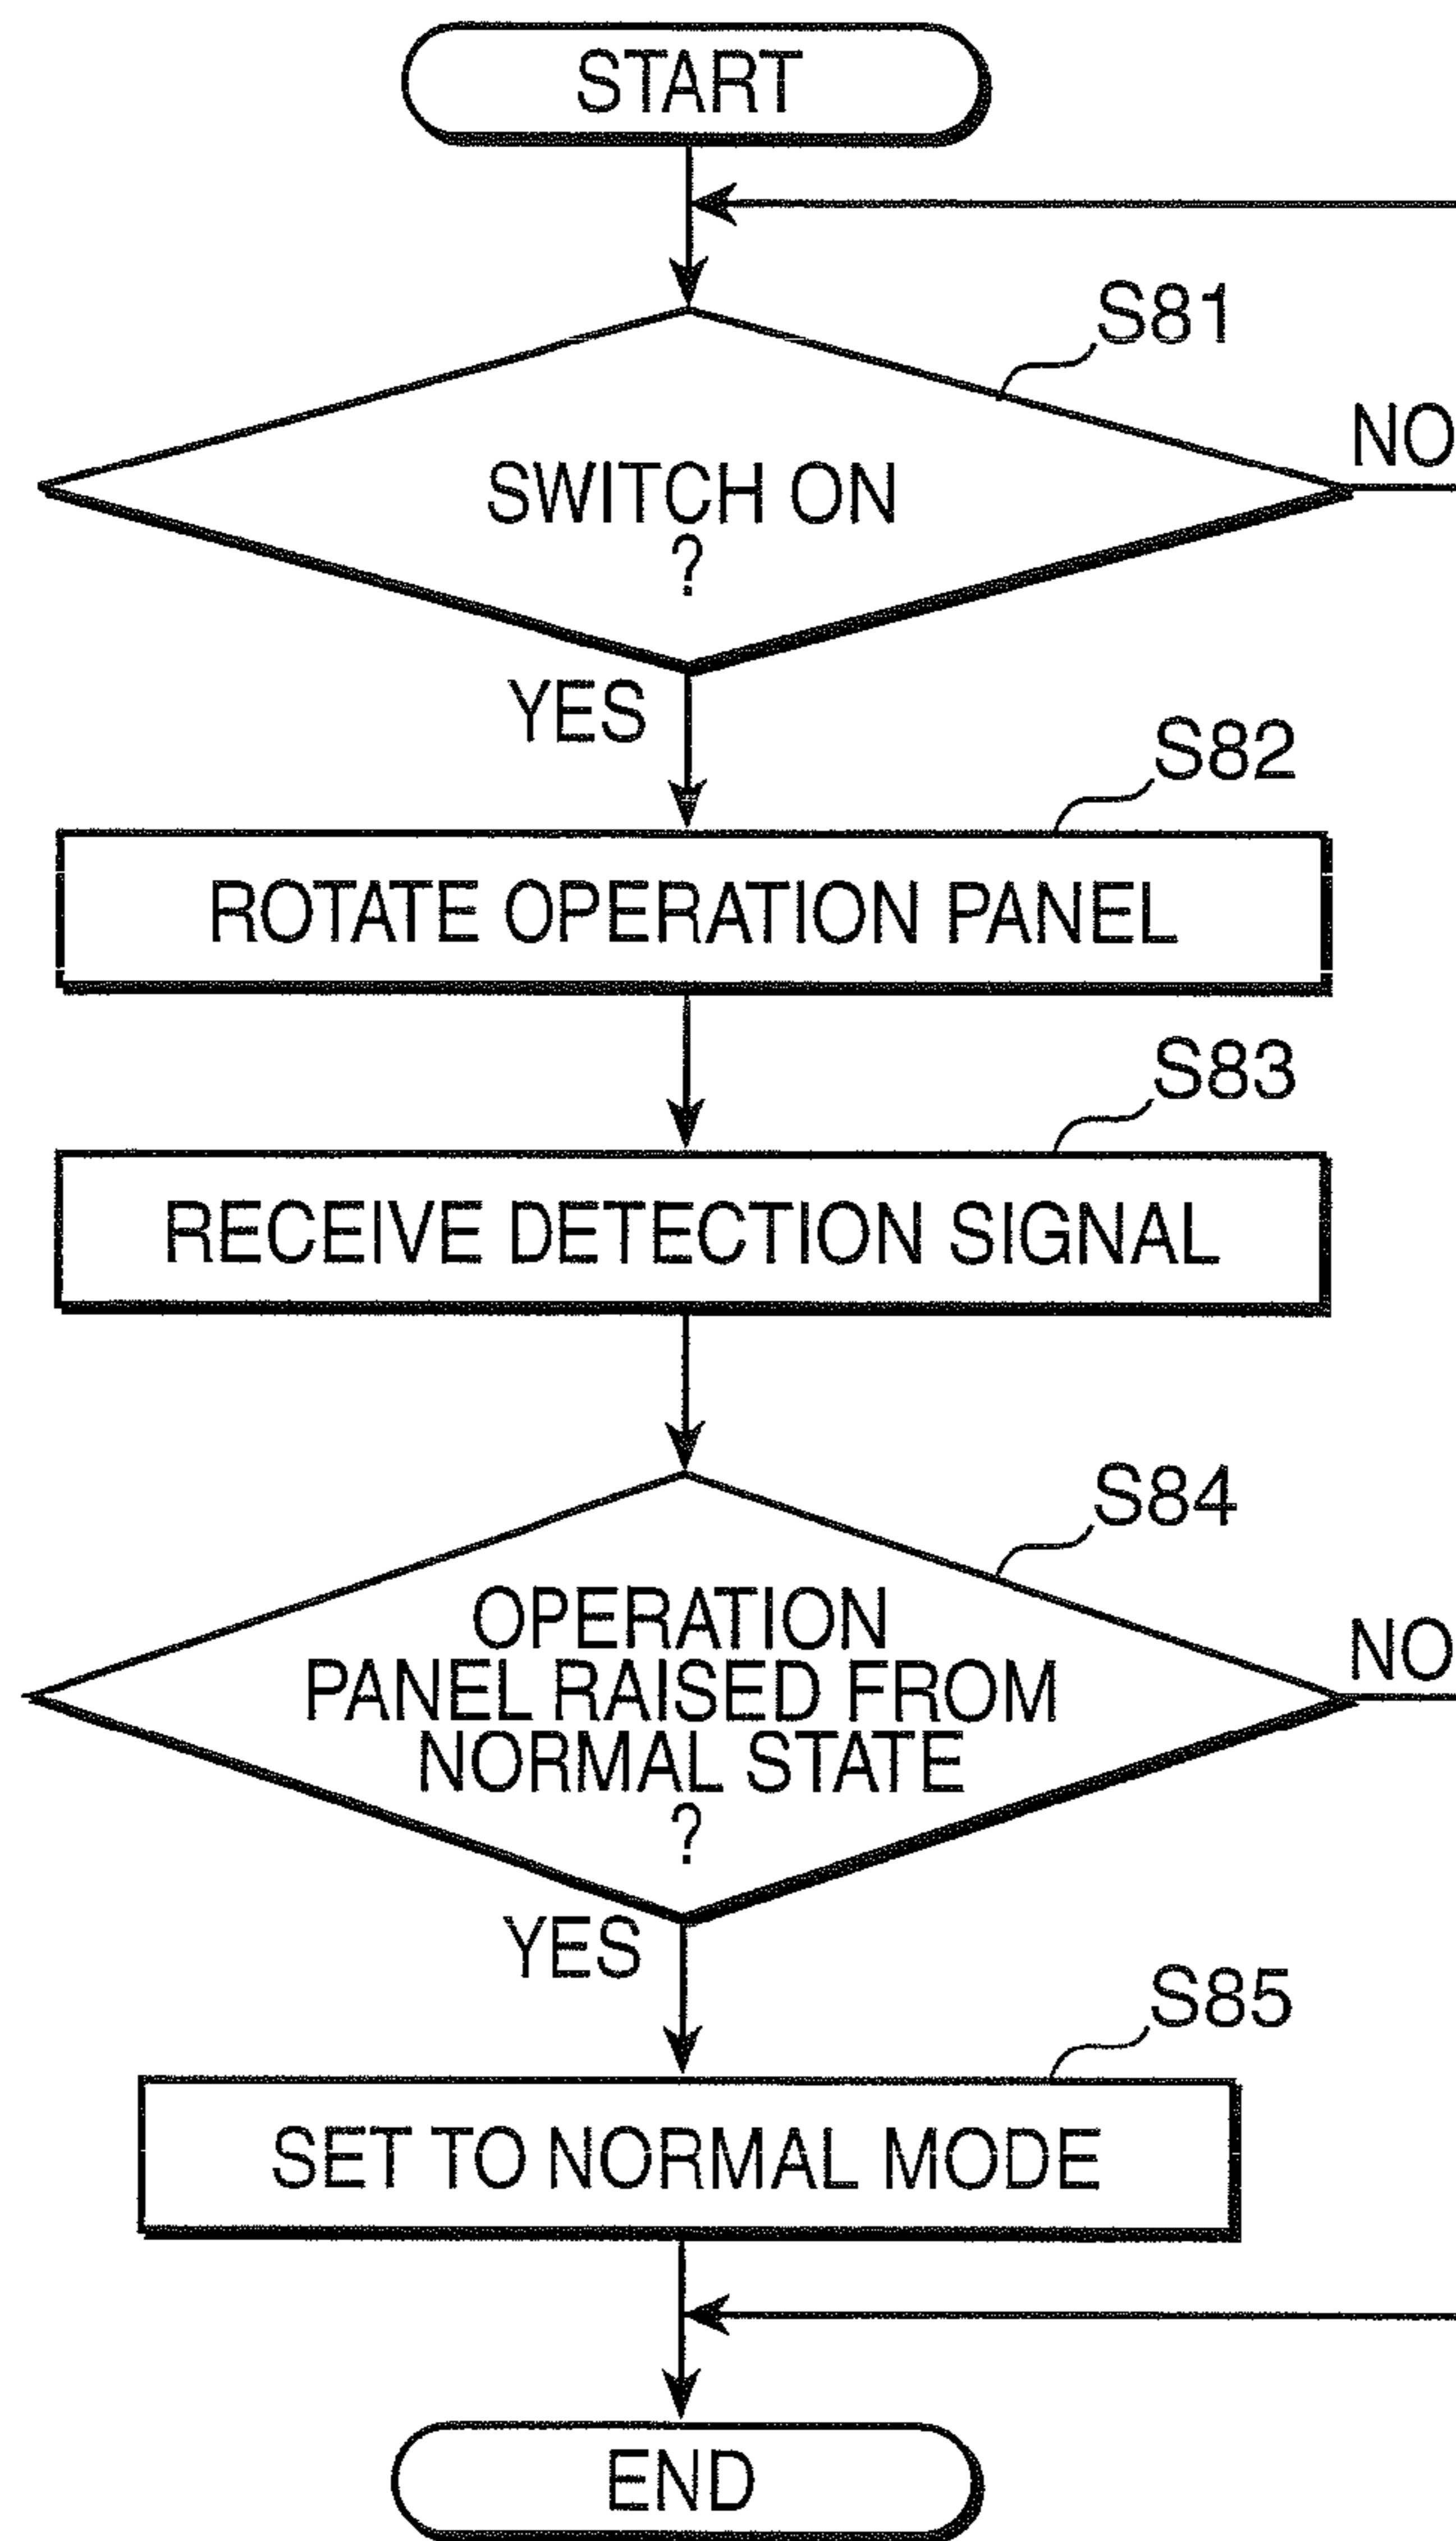 START
S81
NO
SWITCH ON
?
YES
S82
ROTATE OPERATION PANEL
S83
RECEIVE DETECTION SIGNAL
S84
OPERATION
PANEL RAISED FROM
NORMAL STATE
?
NO
YES
S85
SET TO NORMAL MODE
END